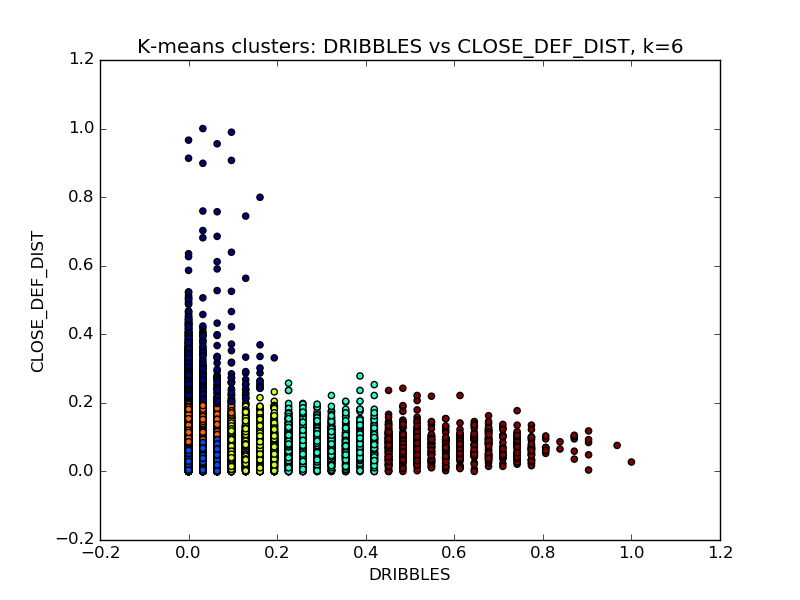 K-means clusters: DRIBBLES vs CLOSE_DEF_DIST, k=6
1.2
1.0
0.8
0.6
0.4
0.2
0.0
−0.2
CLOSE_DEF_DIST
−0.2 0.0 0.2 0.4 0.6 0.8 1.0 1.2
DRIBBLES